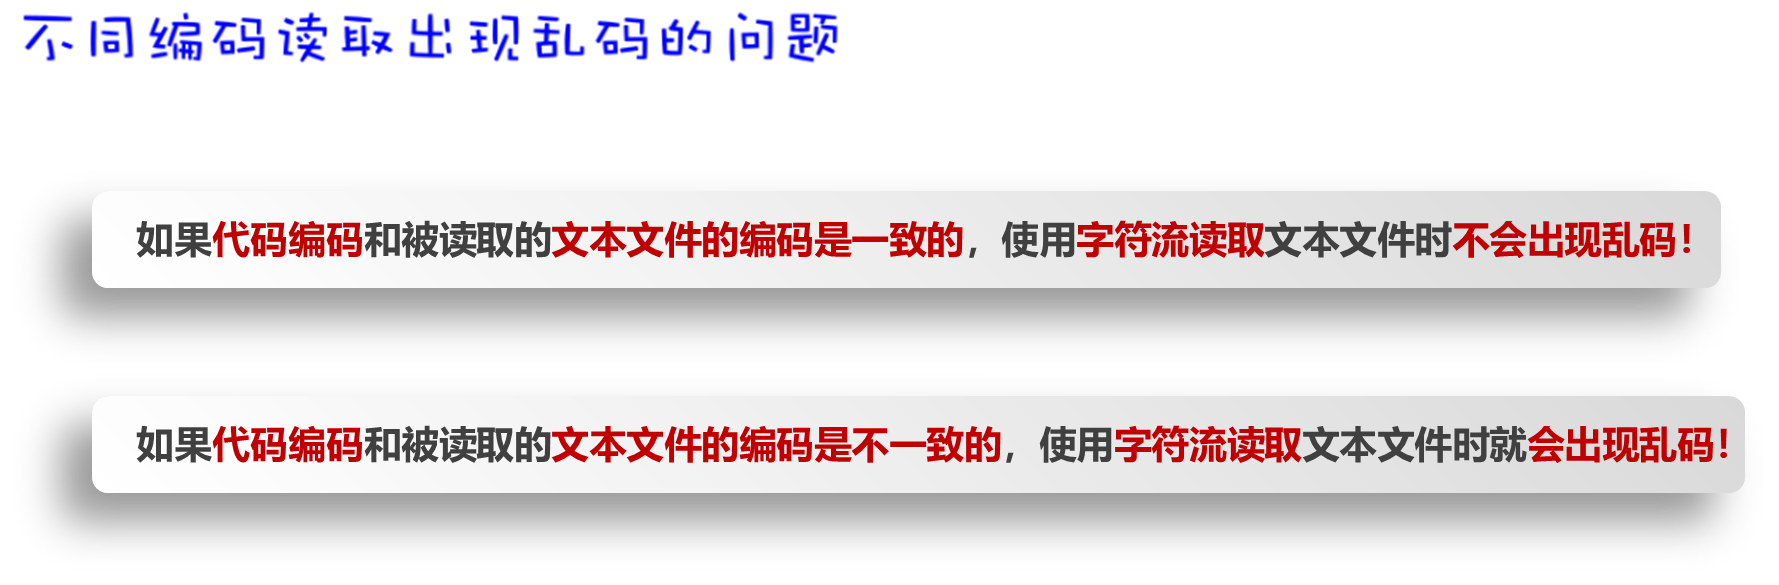 不同编码读取出现乱码的问题
如果代码编码和被读取的文本文件的编码是一致的，使用字符流读取文本文件时不会出现乱码！
如果代码编码和被读取的文本文件的编码是不一致的，使用字符流读取文本文件时就会出现乱码！